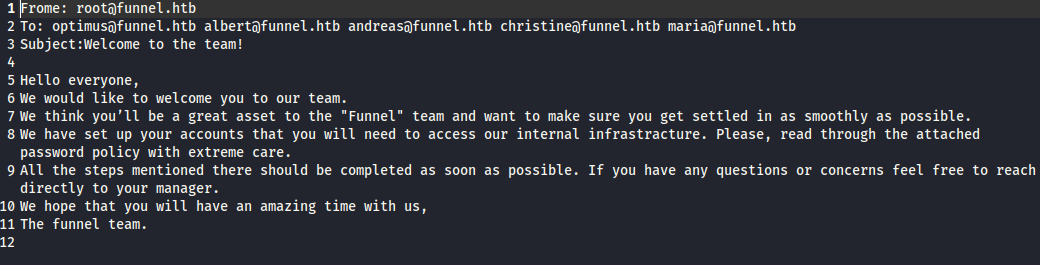 1 Frome: root@funnel.htb
2 To: optimus@funnel.htb albert@funnel.htb andreas@funnel.htb christine@funnel.htb maria@funnel.htb
3 Subject:Welcome to the team!
4
5 Hello everyone,
6 We would like to welcome you to our team.
7 We think you’ll be a great asset to the "Funnel" team and want to make sure you get settled in as smoothly as possible.
8 We have set up your accounts that you will need to access our internal infrastracture. Please, read through the attached
password policy with extreme care.
9 All the steps mentioned there should be completed as soon as possible. If you have any questions or concerns feel free to reach
directly to your manager.
10 We hope that you will have an amazing time with us,
11 The funnel team.
12